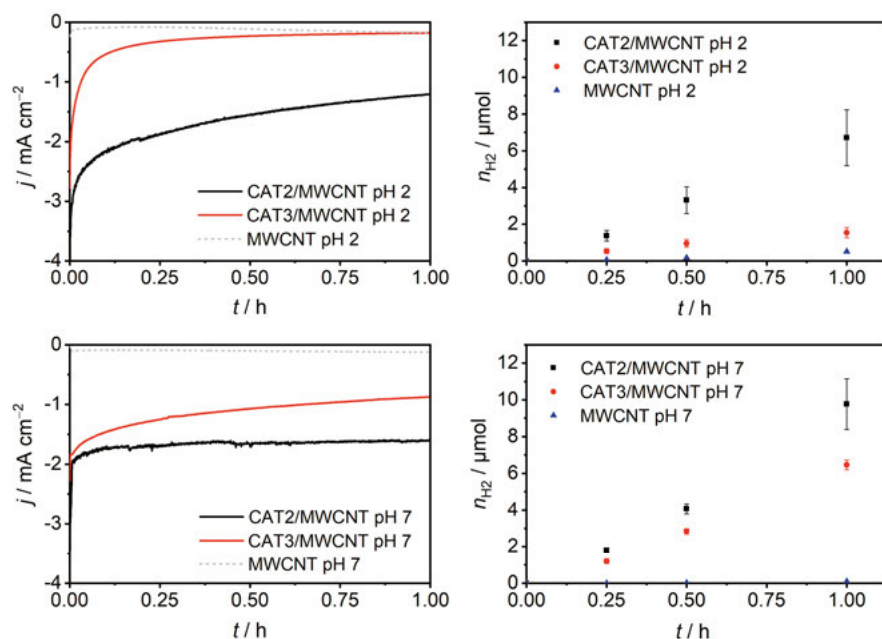 0
-1
-2
-3
-4
j / mA cm⁻²
CAT2/MWCNT pH 2
CAT3/MWCNT pH 2
MWCNT pH 2
0.00 0.25 0.50 0.75 1.00
t / h
12
10
8
6
4
2
0
nH2 / µmol
CAT2/MWCNT pH 2
CAT3/MWCNT pH 2
MWCNT pH 2
0.00 0.25 0.50 0.75 1.00
t / h
0
-1
-2
-3
-4
j / mA cm⁻²
CAT2/MWCNT pH 7
CAT3/MWCNT pH 7
MWCNT pH 7
0.00 0.25 0.50 0.75 1.00
t / h
12
10
8
6
4
2
0
nH2 / µmol
CAT2/MWCNT pH 7
CAT3/MWCNT pH 7
MWCNT pH 7
0.00 0.25 0.50 0.75 1.00
t / h